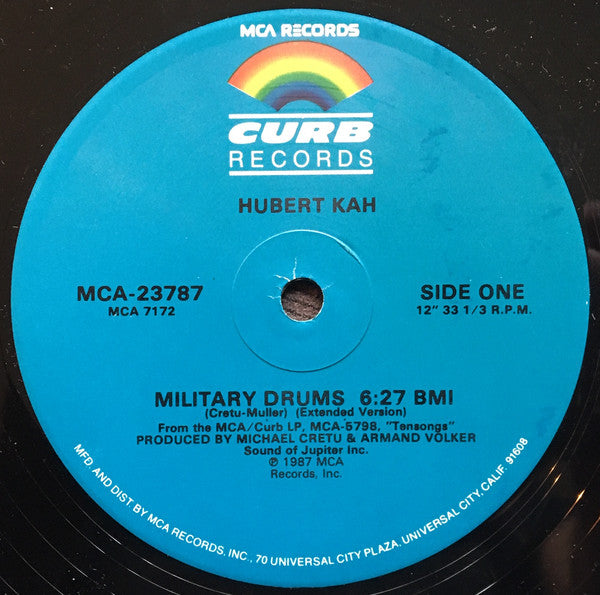 MCA RECORDS
CURB
RECORDS
HUBERT KAH
MCA-23787
MCA 7172
SIDE ONE
12" 33 1/3 R.P.M.
MILITARY DRUMS 6:27 BMI
(Cretu-Muller) (Extended Version)
From the MCA/Curb LP, MCA-5798, "Tensongs"
PRODUCED BY MICHAEL CRETU & ARMAND VOLKER
Sound of Jupiter Inc.
℗ 1987 MCA
Records, Inc.
MFD. AND DIST. BY MCA RECORDS, INC., 70 UNIVERSAL CITY PLAZA, UNIVERSAL CITY, CALIF. 91608